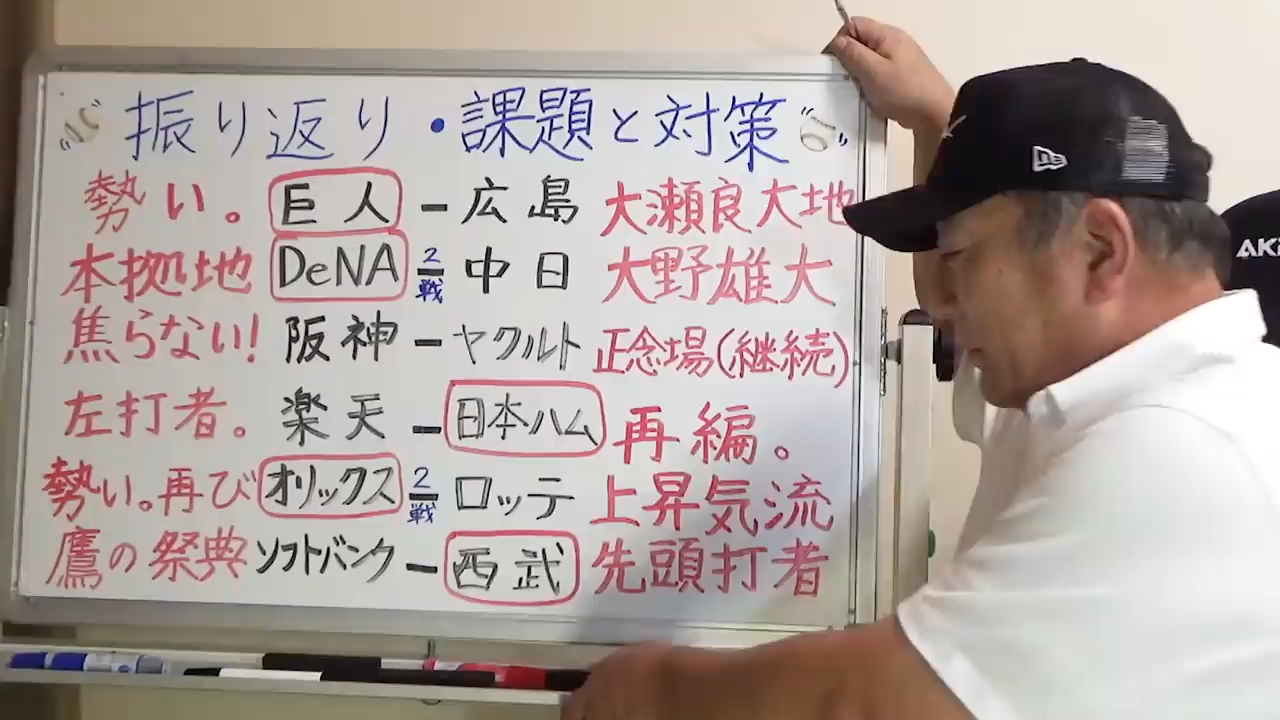 振り返り・課題と対策
勢い。 巨人 - 広島 大瀬良大地
本拠地 DeNA 2戦 中日 大野雄大
焦らない! 阪神 - ヤクルト 正念場(継続)
左打者。 楽天 - 日本ハム 再編。
勢い。再び オリックス 2戦 ロッテ 上昇気流
鷹の祭典 ソフトバンク - 西武 先頭打者